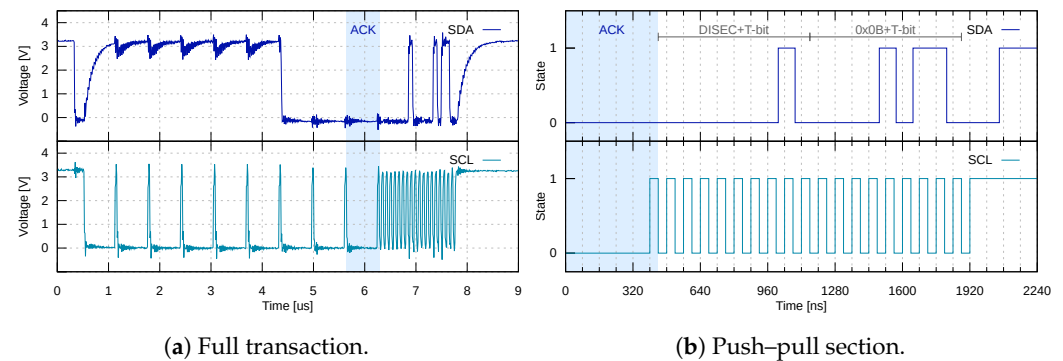 ACK
SDA
Voltage [V]
4
3
2
1
0
SCL
Voltage [V]
4
3
2
1
0
0 1 2 3 4 5 6 7 8 9
Time [us]
(a) Full transaction.
ACK
DISEC+T-bit
0x0B+T-bit
SDA
State
1
0
SCL
State
1
0
0 320 640 960 1280 1600 1920 2240
Time [ns]
(b) Push–pull section.